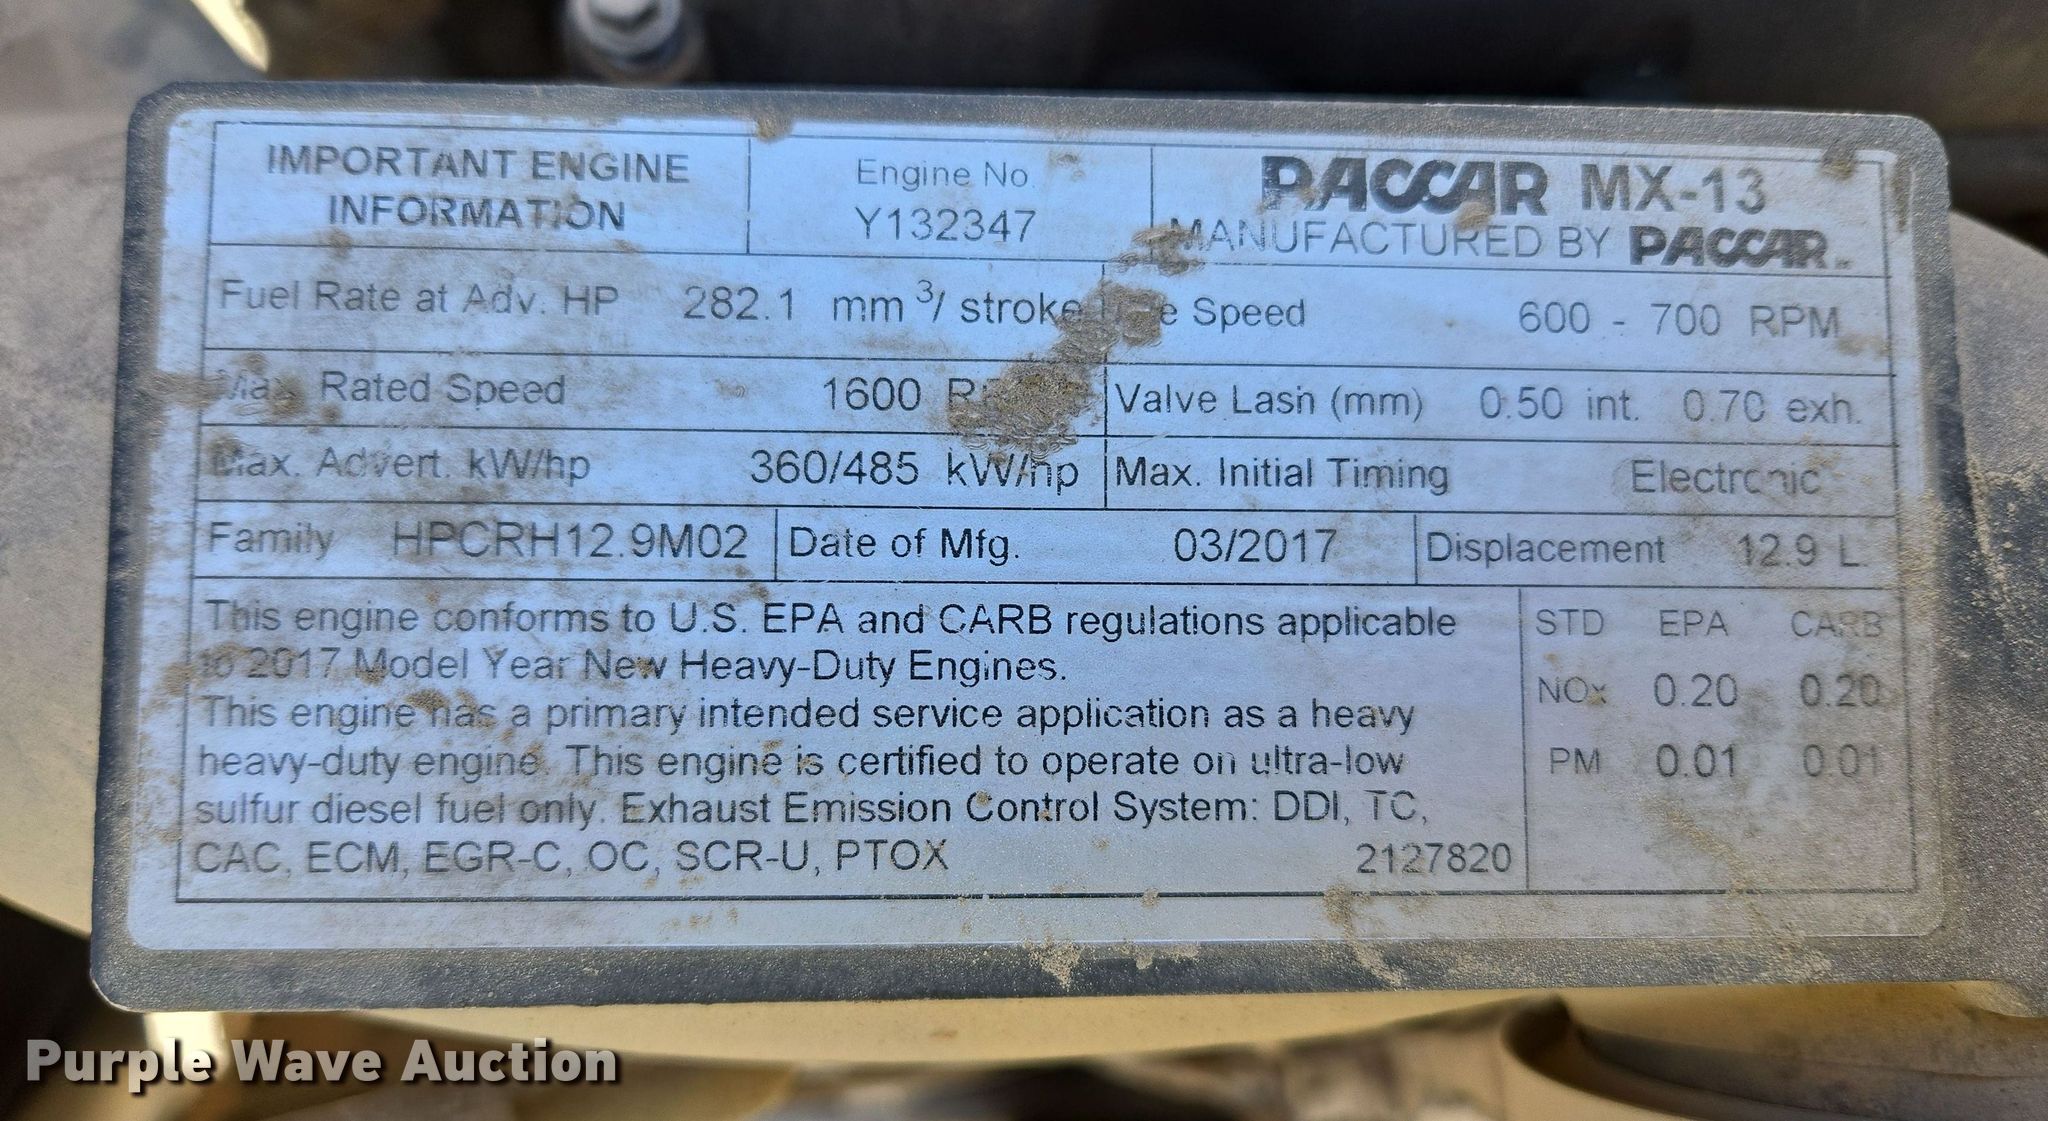 IMPORTANT ENGINE
INFORMATION
Engine No.
Y132347
PACCAR MX-13
MANUFACTURED BY PACCAR
Fuel Rate at Adv. HP 282.1 mm³/ stroke
Speed 600 - 700 RPM
Max. Rated Speed 1600
Valve Lash (mm) 0.50 int. 0.70 exh.
Max. Advert. kW/hp 360/485 kW/hp
Max. Initial Timing Electronic
Family HPCRH12.9M02
Date of Mfg. 03/2017
Displacement 12.9 L.
This engine conforms to U.S. EPA and CARB regulations applicable
to 2017 Model Year New Heavy-Duty Engines.
This engine has a primary intended service application as a heavy
heavy-duty engine. This engine is certified to operate on ultra-low
sulfur diesel fuel only. Exhaust Emission Control System: DDI, TC,
CAC, ECM, EGR-C, OC, SCR-U, PTOX 2127820
STD EPA CARB
NOx 0.20 0.20
PM 0.01 0.01
Purple Wave Auction